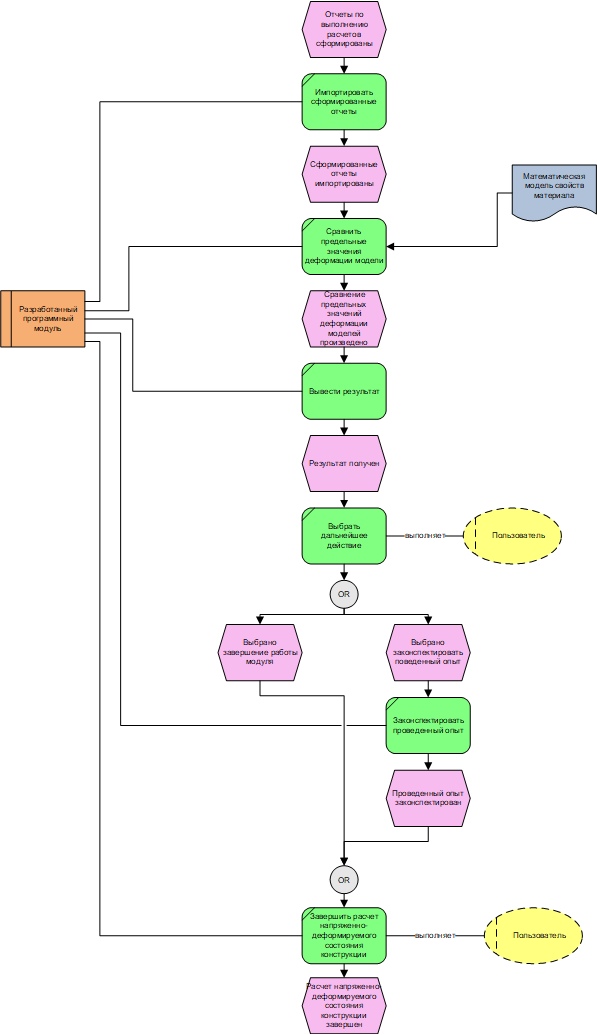 Отчеты по
выполнению
расчетов
сформированы
Импортировать
сформированные
отчеты
Сформированные
отчеты
импортированы
Математическая
модель свойств
материала
Сравнить
предельные
значения
деформации модели
Разработанный
программный
модуль
Сравнение
предельных
значений
деформации
моделей
произведено
Вывести результат
Результат получен
Выбрать
дальнейшее
действие
выполняет
Пользователь
OR
Выбрано
завершение работы
модуля
Выбрано
законспектировать
поведенный опыт
Законспектировать
проведенный опыт
Проведенный опыт
законспектирован
OR
Завершить расчет
напряженно-
деформируемого
состояния
конструкции
выполняет
Пользователь
Расчет напряженно-
деформируемого
состояния
конструкции
завершен